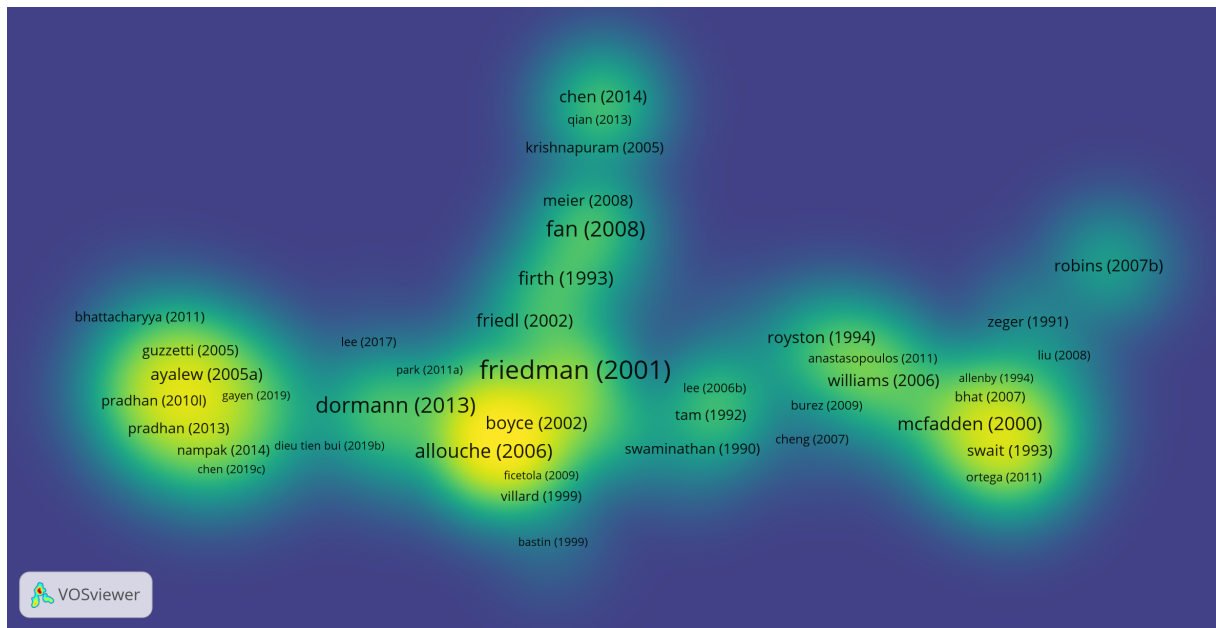 chen (2014)
qian (2013)
krishnapuram (2005)
meier (2008)
fan (2008)
robins (2007b)
firth (1993)
bhattacharyya (2011)
friedl (2002)
zeger (1991)
royston (1994)
lee (2017)
guzzetti (2005)
liu (2008)
anastasopoulos (2011)
park (2011a)
friedman (2001)
ayalew (2005a)
allenby (1994)
williams (2006)
lee (2006b)
gayen (2019)
bhat (2007)
pradhan (2010l)
dormann (2013)
burez (2009)
tam (1992)
boyce (2002)
mcfadden (2000)
pradhan (2013)
cheng (2007)
dieu tien bui (2019b)
swaminathan (1990)
nampak (2014)
allouche (2006)
swait (1993)
chen (2019c)
ficetola (2009)
ortega (2011)
villard (1999)
bastin (1999)
VOSviewer